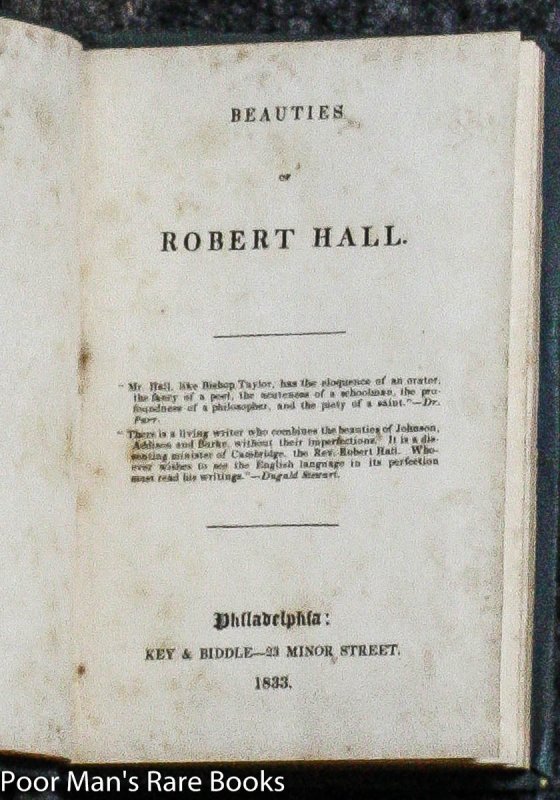 BEAUTIES
OF
ROBERT HALL.
"Mr. Hall, like Bishop Taylor, has the eloquence of an orator,
the fancy of a poet, the acuteness of a schoolman, the pro-
foundness of a philosopher, and the piety of a saint."—Dr.
Parr.
"There is a living writer who combines the beauties of Johnson,
Addison and Burke, without their imperfections. It is a dis-
senting minister of Cambridge, the Rev. Robert Hall. Who-
ever wishes to see the English language in its perfection
must read his writings."—Dugald Stewart.
Philadelphia:
KEY & BIDDLE—23 MINOR STREET.
1833.
Poor Man's Rare Books